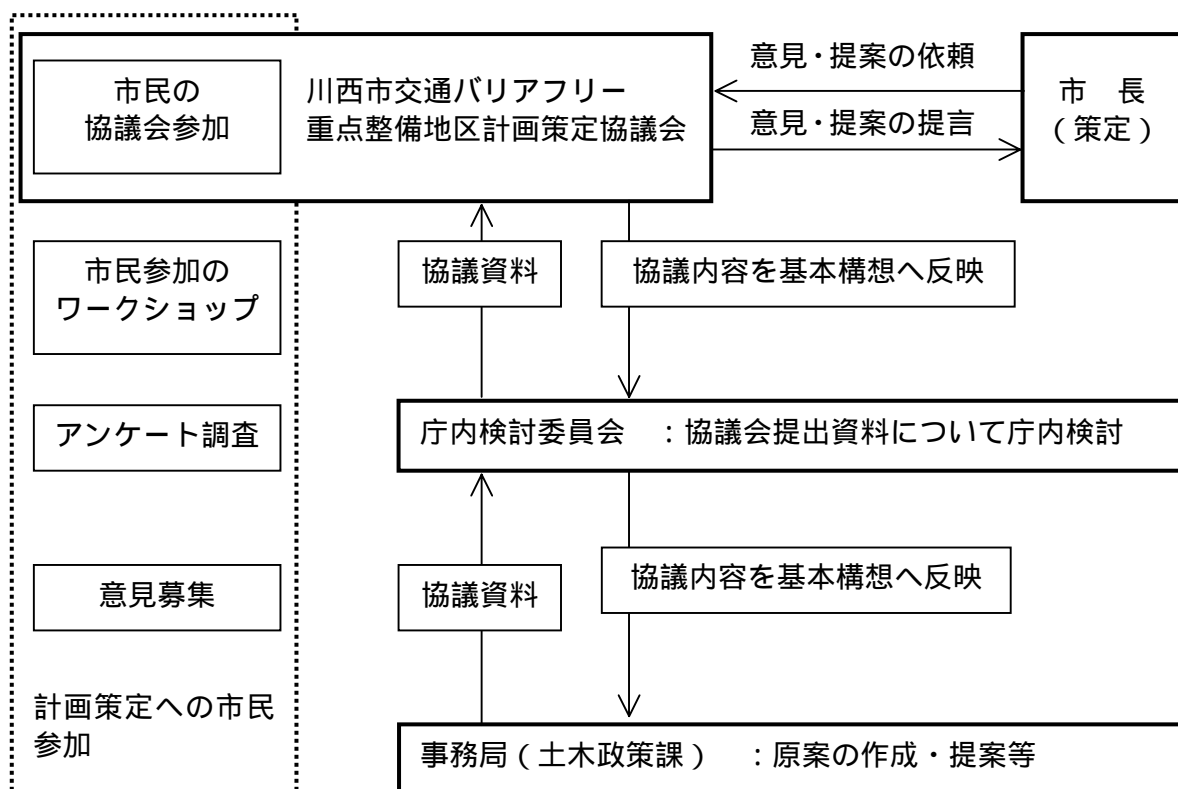 市民の
協議会参加
川西市交通バリアフリー
重点整備地区計画策定協議会
意見・提案の依頼
意見・提案の提言
市　長
（策定）
市民参加の
ワークショップ
協議資料
協議内容を基本構想へ反映
アンケート調査
庁内検討委員会　：協議会提出資料について庁内検討
意見募集
協議資料
協議内容を基本構想へ反映
計画策定への市民
参加
事務局（土木政策課）　：原案の作成・提案等